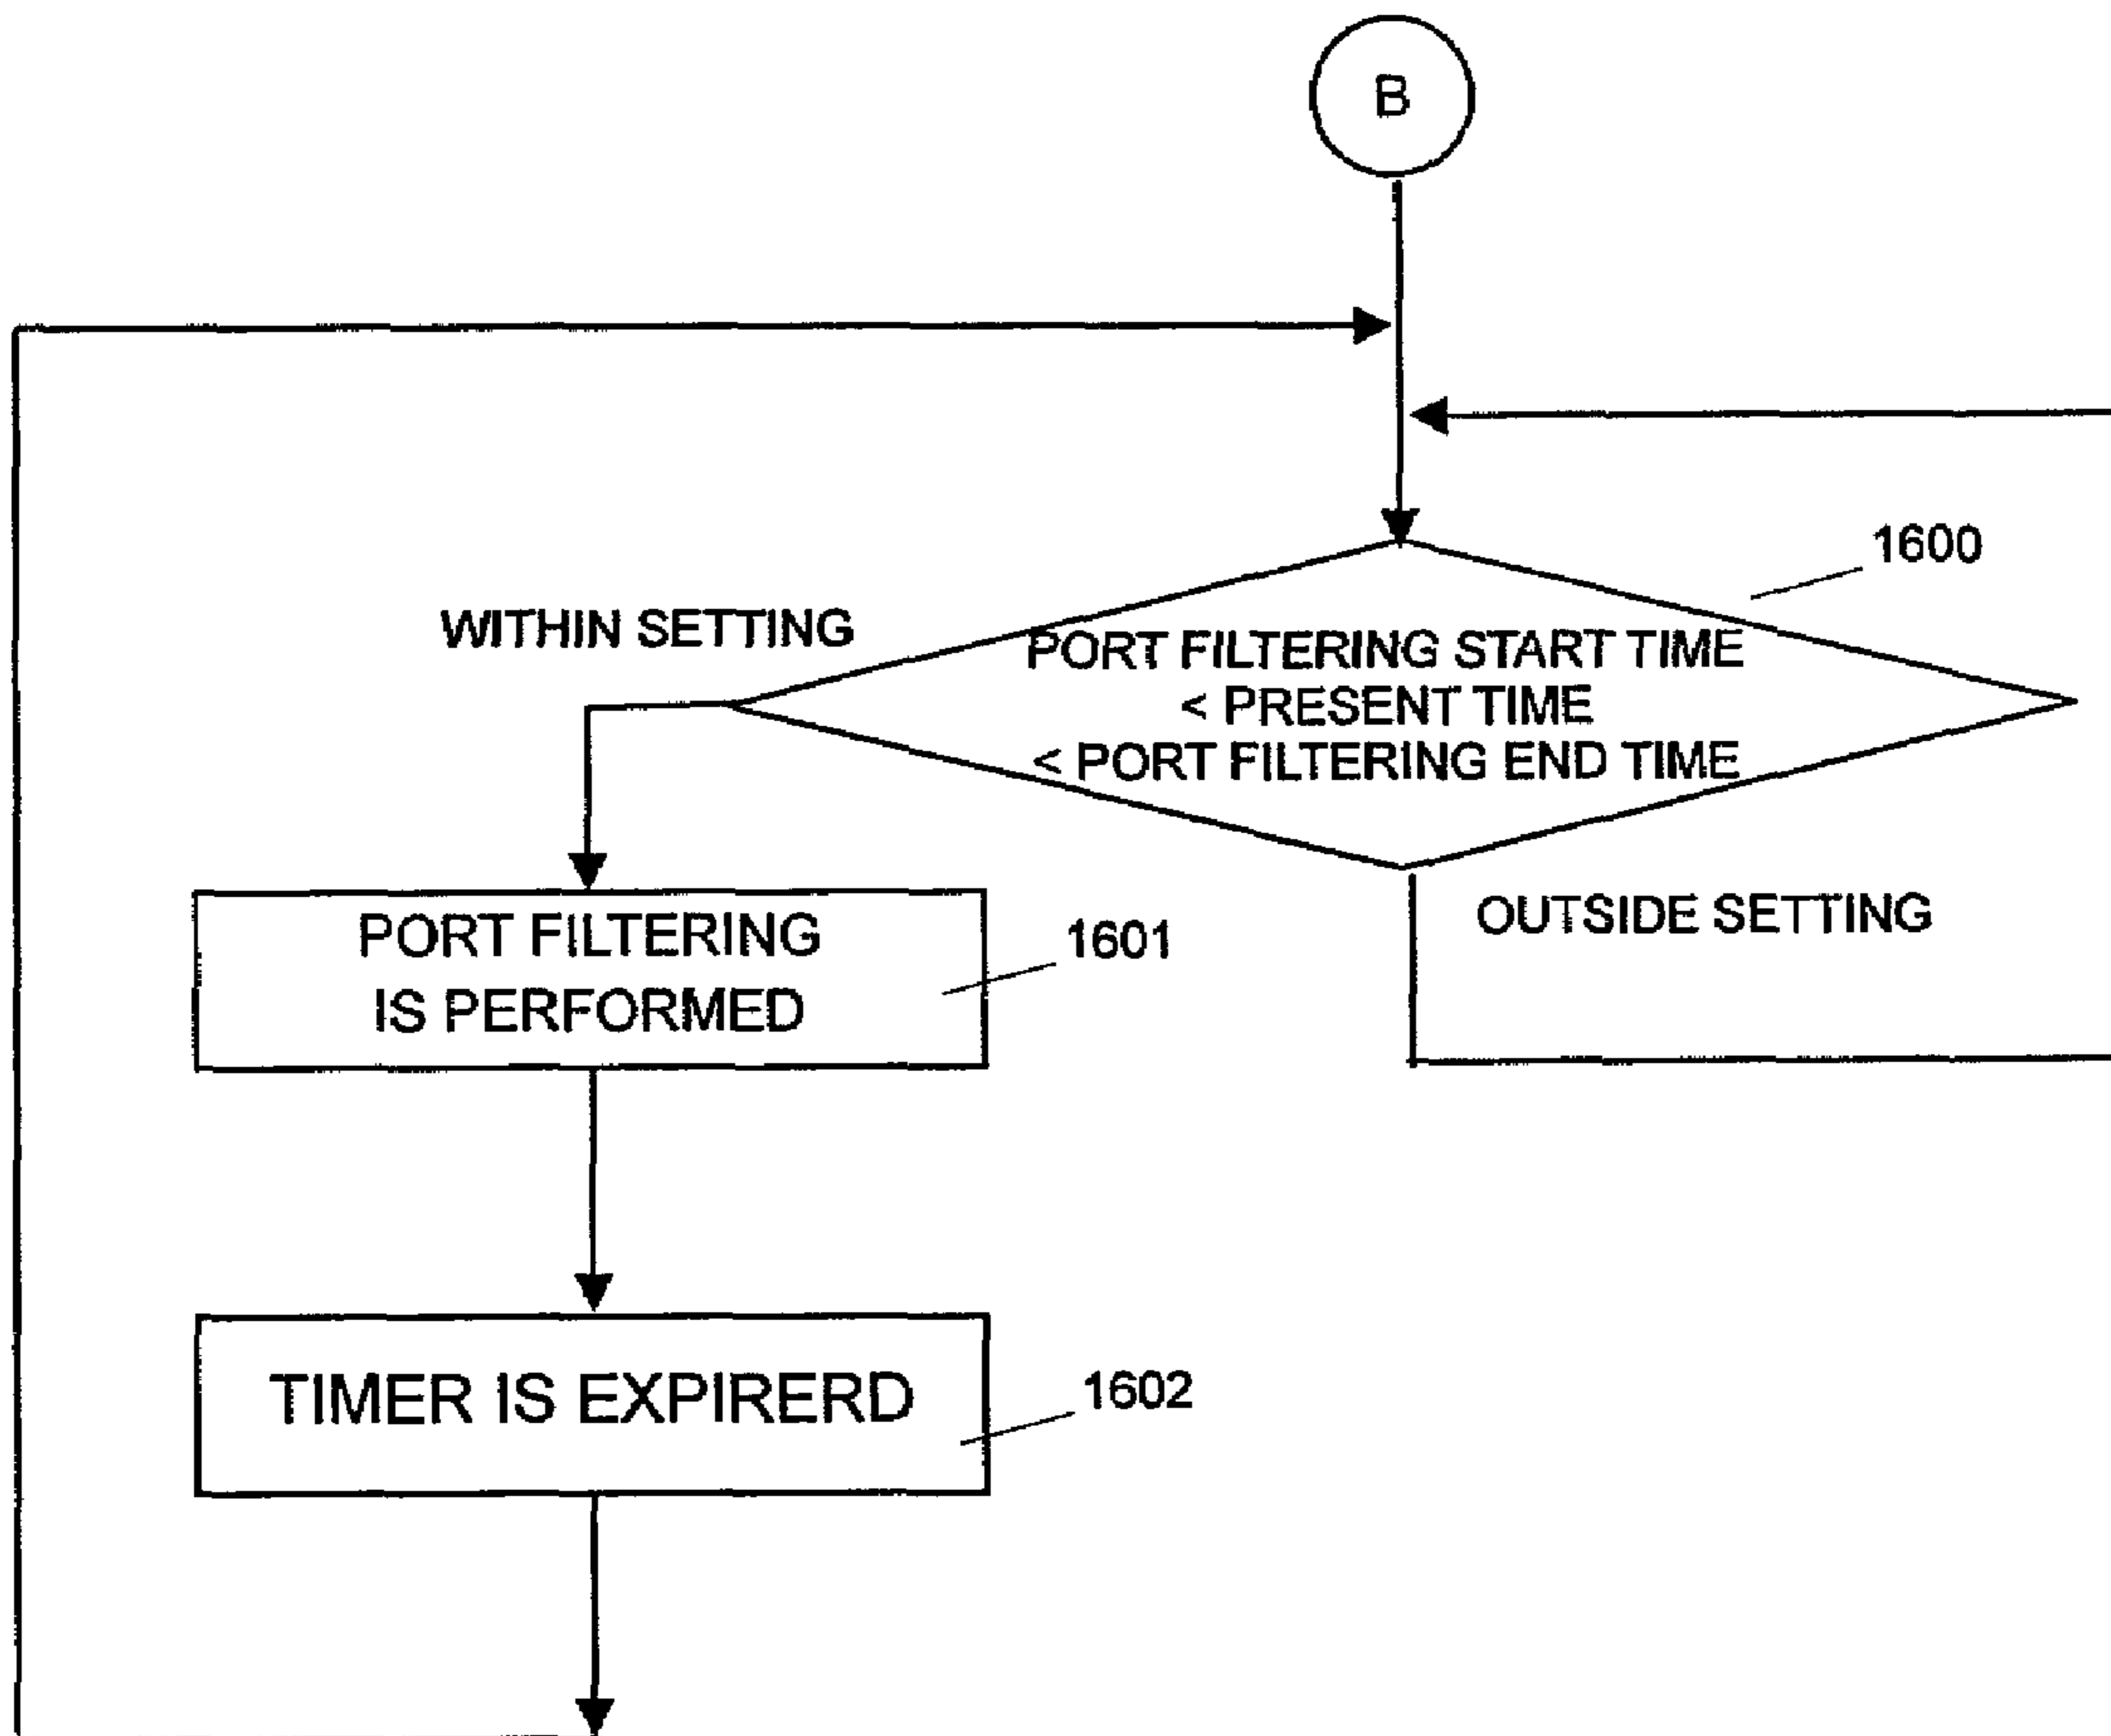 B
1600
WITHIN SETTING
PORT FILTERING START TIME
< PRESENT TIME
< PORT FILTERING END TIME
OUTSIDE SETTING
PORT FILTERING
IS PERFORMED
1601
TIMER IS EXPIRERD
1602